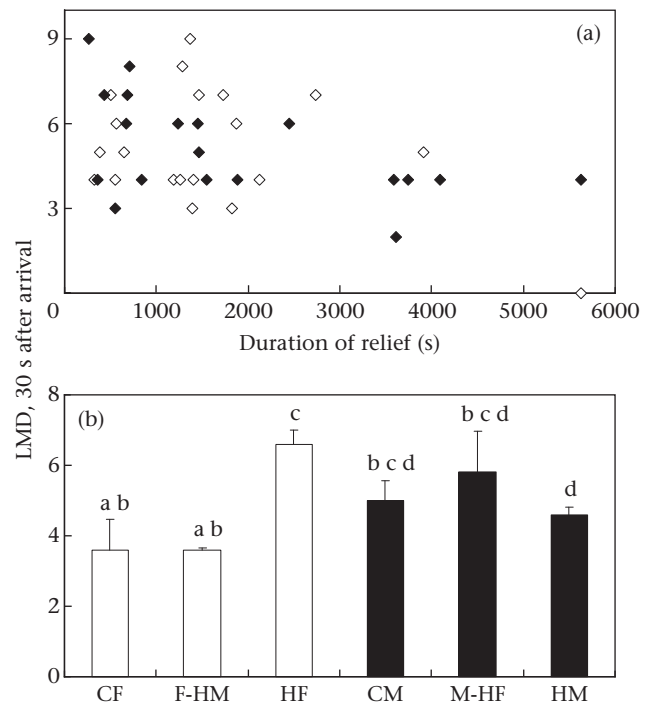 9
(a)
6
3
0
0 1000 2000 3000 4000 5000 6000
Duration of relief (s)
LMD, 30 s after arrival
8
(b)
c
b c d
b c d
6
a b
a b
d
4
2
0
CF F-HM HF CM M-HF HM